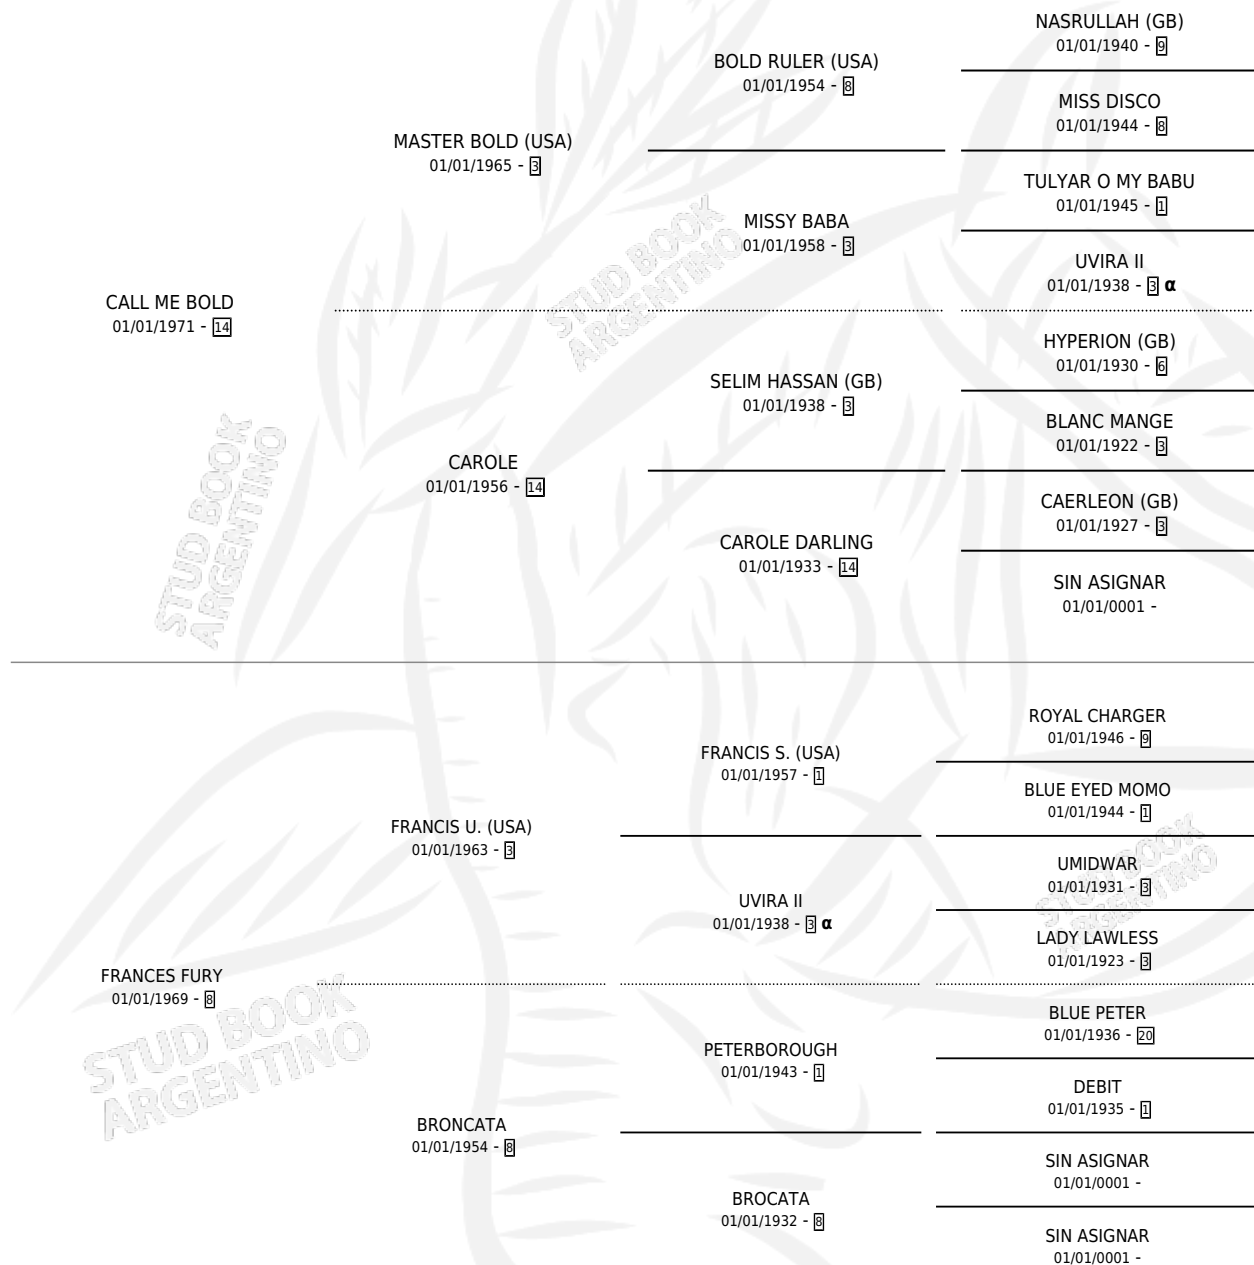 NASRULLAH (GB)
01/01/1940 - 9
BOLD RULER (USA)
01/01/1954 - 8
MISS DISCO
01/01/1944 - 8
MASTER BOLD (USA)
01/01/1965 - 3
TULYAR O MY BABU
01/01/1945 - 1
MISSY BABA
01/01/1958 - 3
UVIRA II
01/01/1938 - 3 α
CALL ME BOLD
01/01/1971 - 14
HYPERION (GB)
01/01/1930 - 6
SELIM HASSAN (GB)
01/01/1938 - 3
BLANC MANGE
01/01/1922 - 3
CAROLE
01/01/1956 - 14
CAERLEON (GB)
01/01/1927 - 3
CAROLE DARLING
01/01/1933 - 14
SIN ASIGNAR
01/01/0001 -
ROYAL CHARGER
01/01/1946 - 9
FRANCIS S. (USA)
01/01/1957 - 1
BLUE EYED MOMO
01/01/1944 - 1
FRANCIS U. (USA)
01/01/1963 - 3
UMIDWAR
01/01/1931 - 3
UVIRA II
01/01/1938 - 3 α
LADY LAWLESS
01/01/1923 - 3
FRANCES FURY
01/01/1969 - 8
BLUE PETER
01/01/1936 - 20
PETERBOROUGH
01/01/1943 - 1
DEBIT
01/01/1935 - 1
BRONCATA
01/01/1954 - 8
SIN ASIGNAR
01/01/0001 -
BROCATA
01/01/1932 - 8
SIN ASIGNAR
01/01/0001 -
STUD BOOK
ARGENTINO
STUD BOOK
ARGENTINO
STUD BOOK
ARGENTINO
STUD BOOK
ARGENTINO